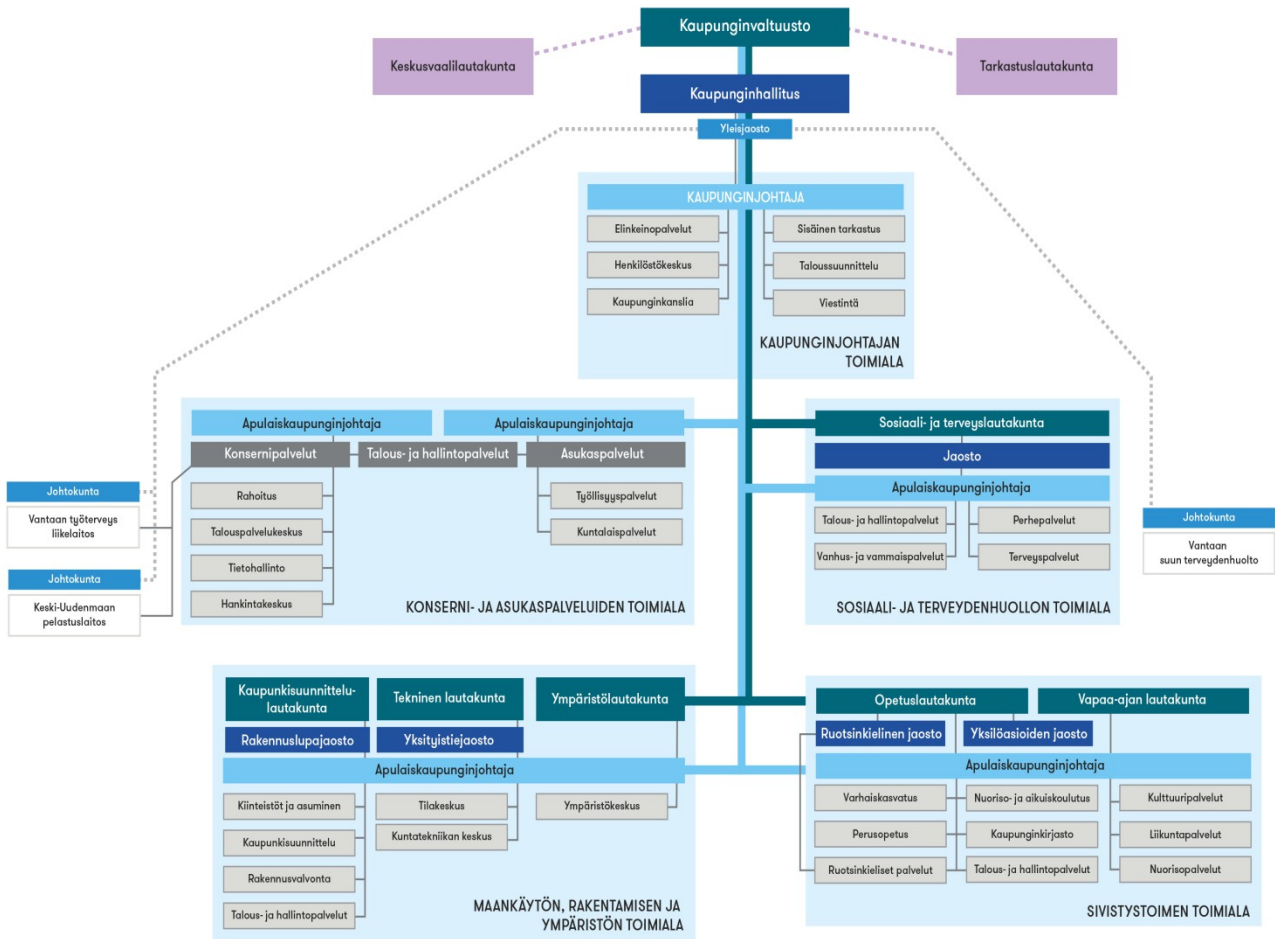 Kaupunginvaltuusto
Keskusvaalilautakunta
Tarkastuslautakunta
Kaupunginhallitus
Yleisjaosto
KAUPUNGINJOHTAJA
Elinkeinopalvelut
Sisäinen tarkastus
Henkilöstökeskus
Taloussuunnittelu
Kaupunginkanslia
Viestintä
KAUPUNGINJOHTAJAN
TOIMIALA
Apulaiskaupunginjohtaja
Apulaiskaupunginjohtaja
Konsernipalvelut
Talous- ja hallintopalvelut
Asukaspalvelut
Rahoitus
Talouspalvelukeskus
Tietohallinto
Hankintakeskus
Työllisyyspalvelut
Kuntalaispalvelut
KONSERNI- JA ASUKASPALVELUIDEN TOIMIALA
Johtokunta
Vantaan työterveys
liikelaitos
Johtokunta
Keski-Uudenmaan
pelastuslaitos
Sosiaali- ja terveyslautakunta
Jaosto
Apulaiskaupunginjohtaja
Talous- ja hallintopalvelut
Perhepalvelut
Vanhus- ja vammaispalvelut
Terveyspalvelut
SOSIAALI- JA TERVEYDENHUOLLON TOIMIALA
Johtokunta
Vantaan
suun terveydenhuolto
Kaupunkisuunnittelu-
lautakunta
Tekninen lautakunta
Ympäristölautakunta
Rakennuslupajaosto
Yksityistiejaosto
Apulaiskaupunginjohtaja
Kiinteistöt ja asuminen
Kaupunkisuunnittelu
Rakennusvalvonta
Talous- ja hallintopalvelut
Tilakeskus
Kuntatekniikan keskus
Ympäristökeskus
MAANKÄYTÖN, RAKENTAMISEN JA
YMPÄRISTÖN TOIMIALA
Opetuslautakunta
Vapaa-ajan lautakunta
Ruotsinkielinen jaosto
Yksilöasioiden jaosto
Apulaiskaupunginjohtaja
Varhaiskasvatus
Perusopetus
Ruotsinkieliset palvelut
Nuoriso- ja aikuiskoulutus
Kaupunginkirjasto
Talous- ja hallintopalvelut
Kulttuuripalvelut
Liikuntapalvelut
Nuorisopalvelut
SIVISTYSTOIMEN TOIMIALA